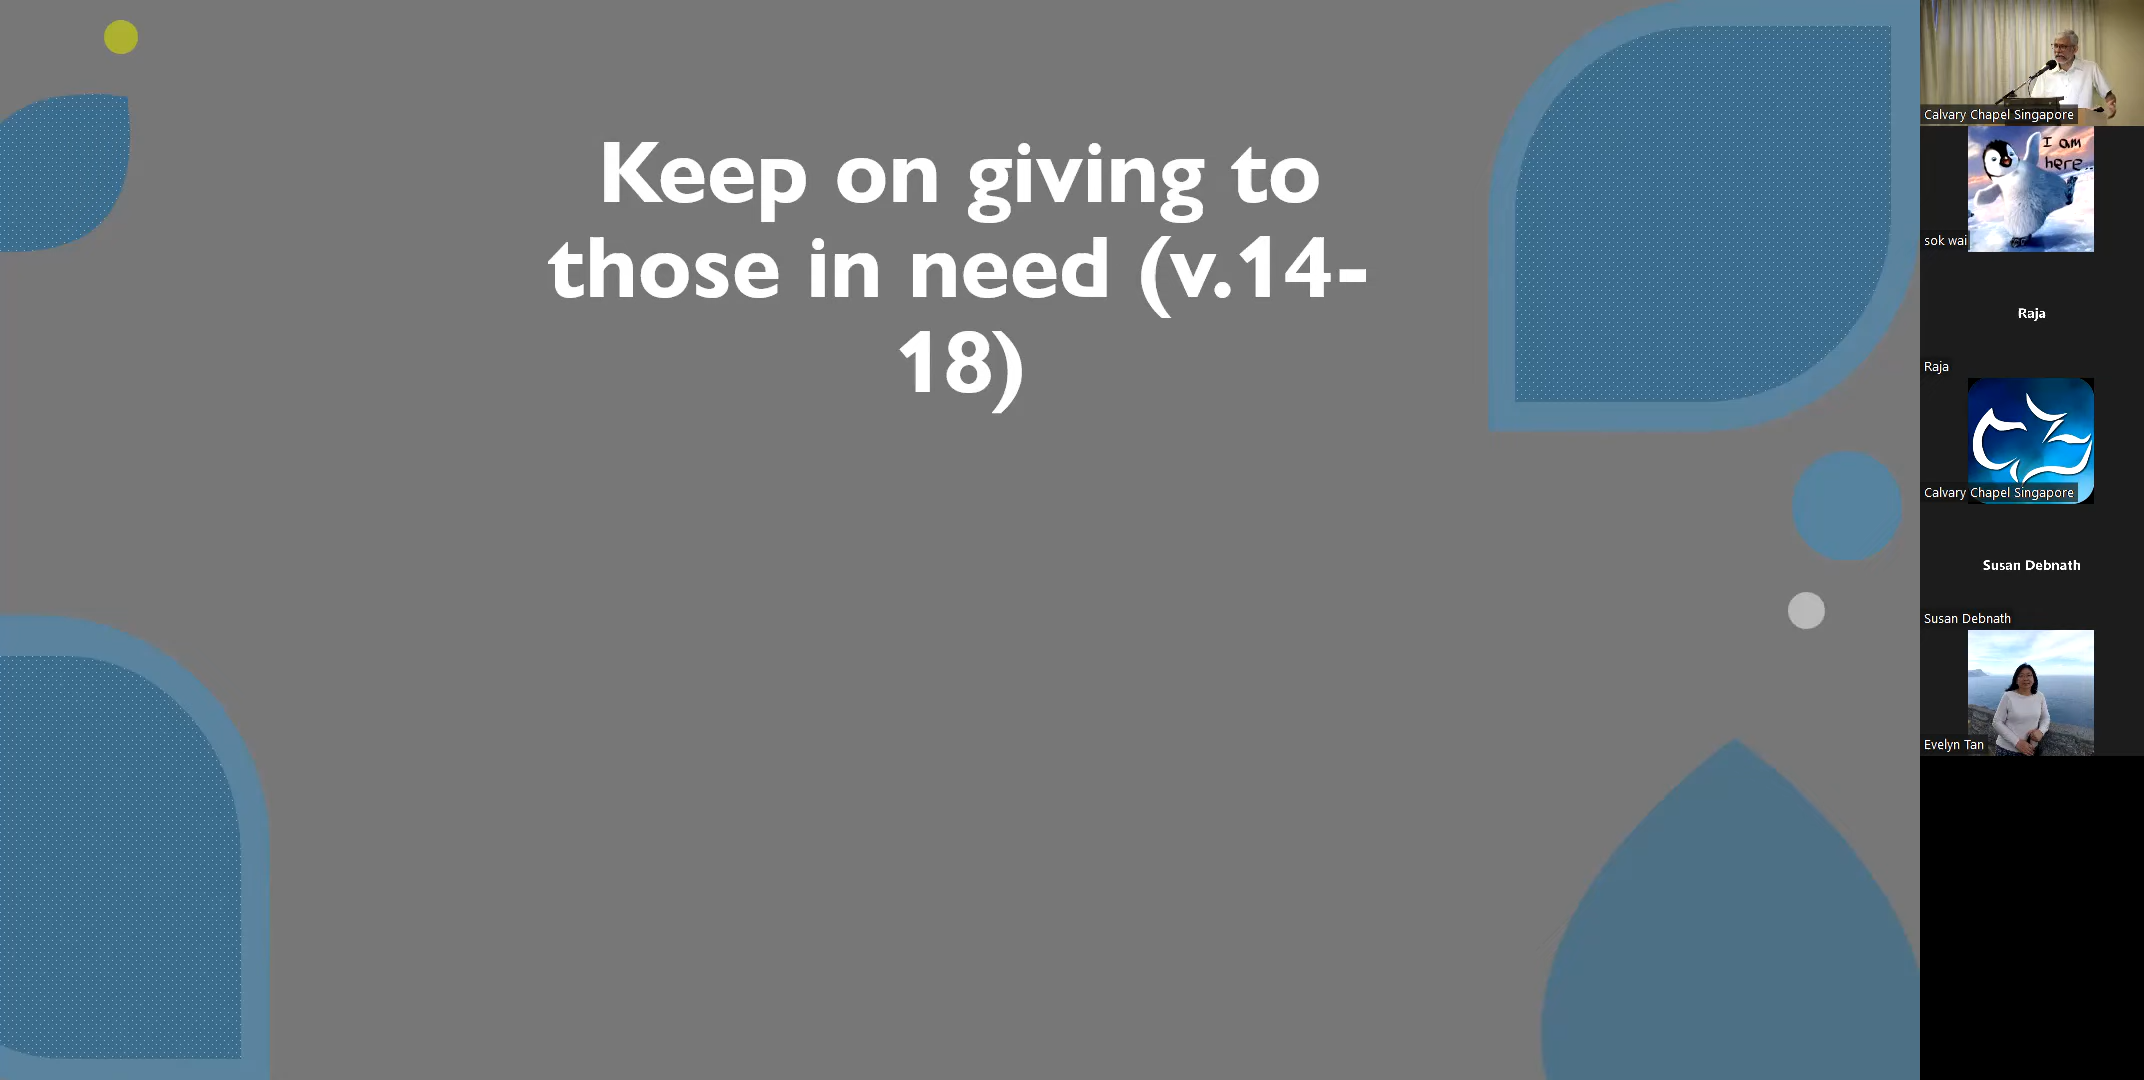 Keep on giving to
those in need (v.14-
18)
Calvary Chapel Singapore
I am
here..
sok wai
Raja
Raja
Calvary Chapel Singapore
Susan Debnath
Susan Debnath
Evelyn Tan